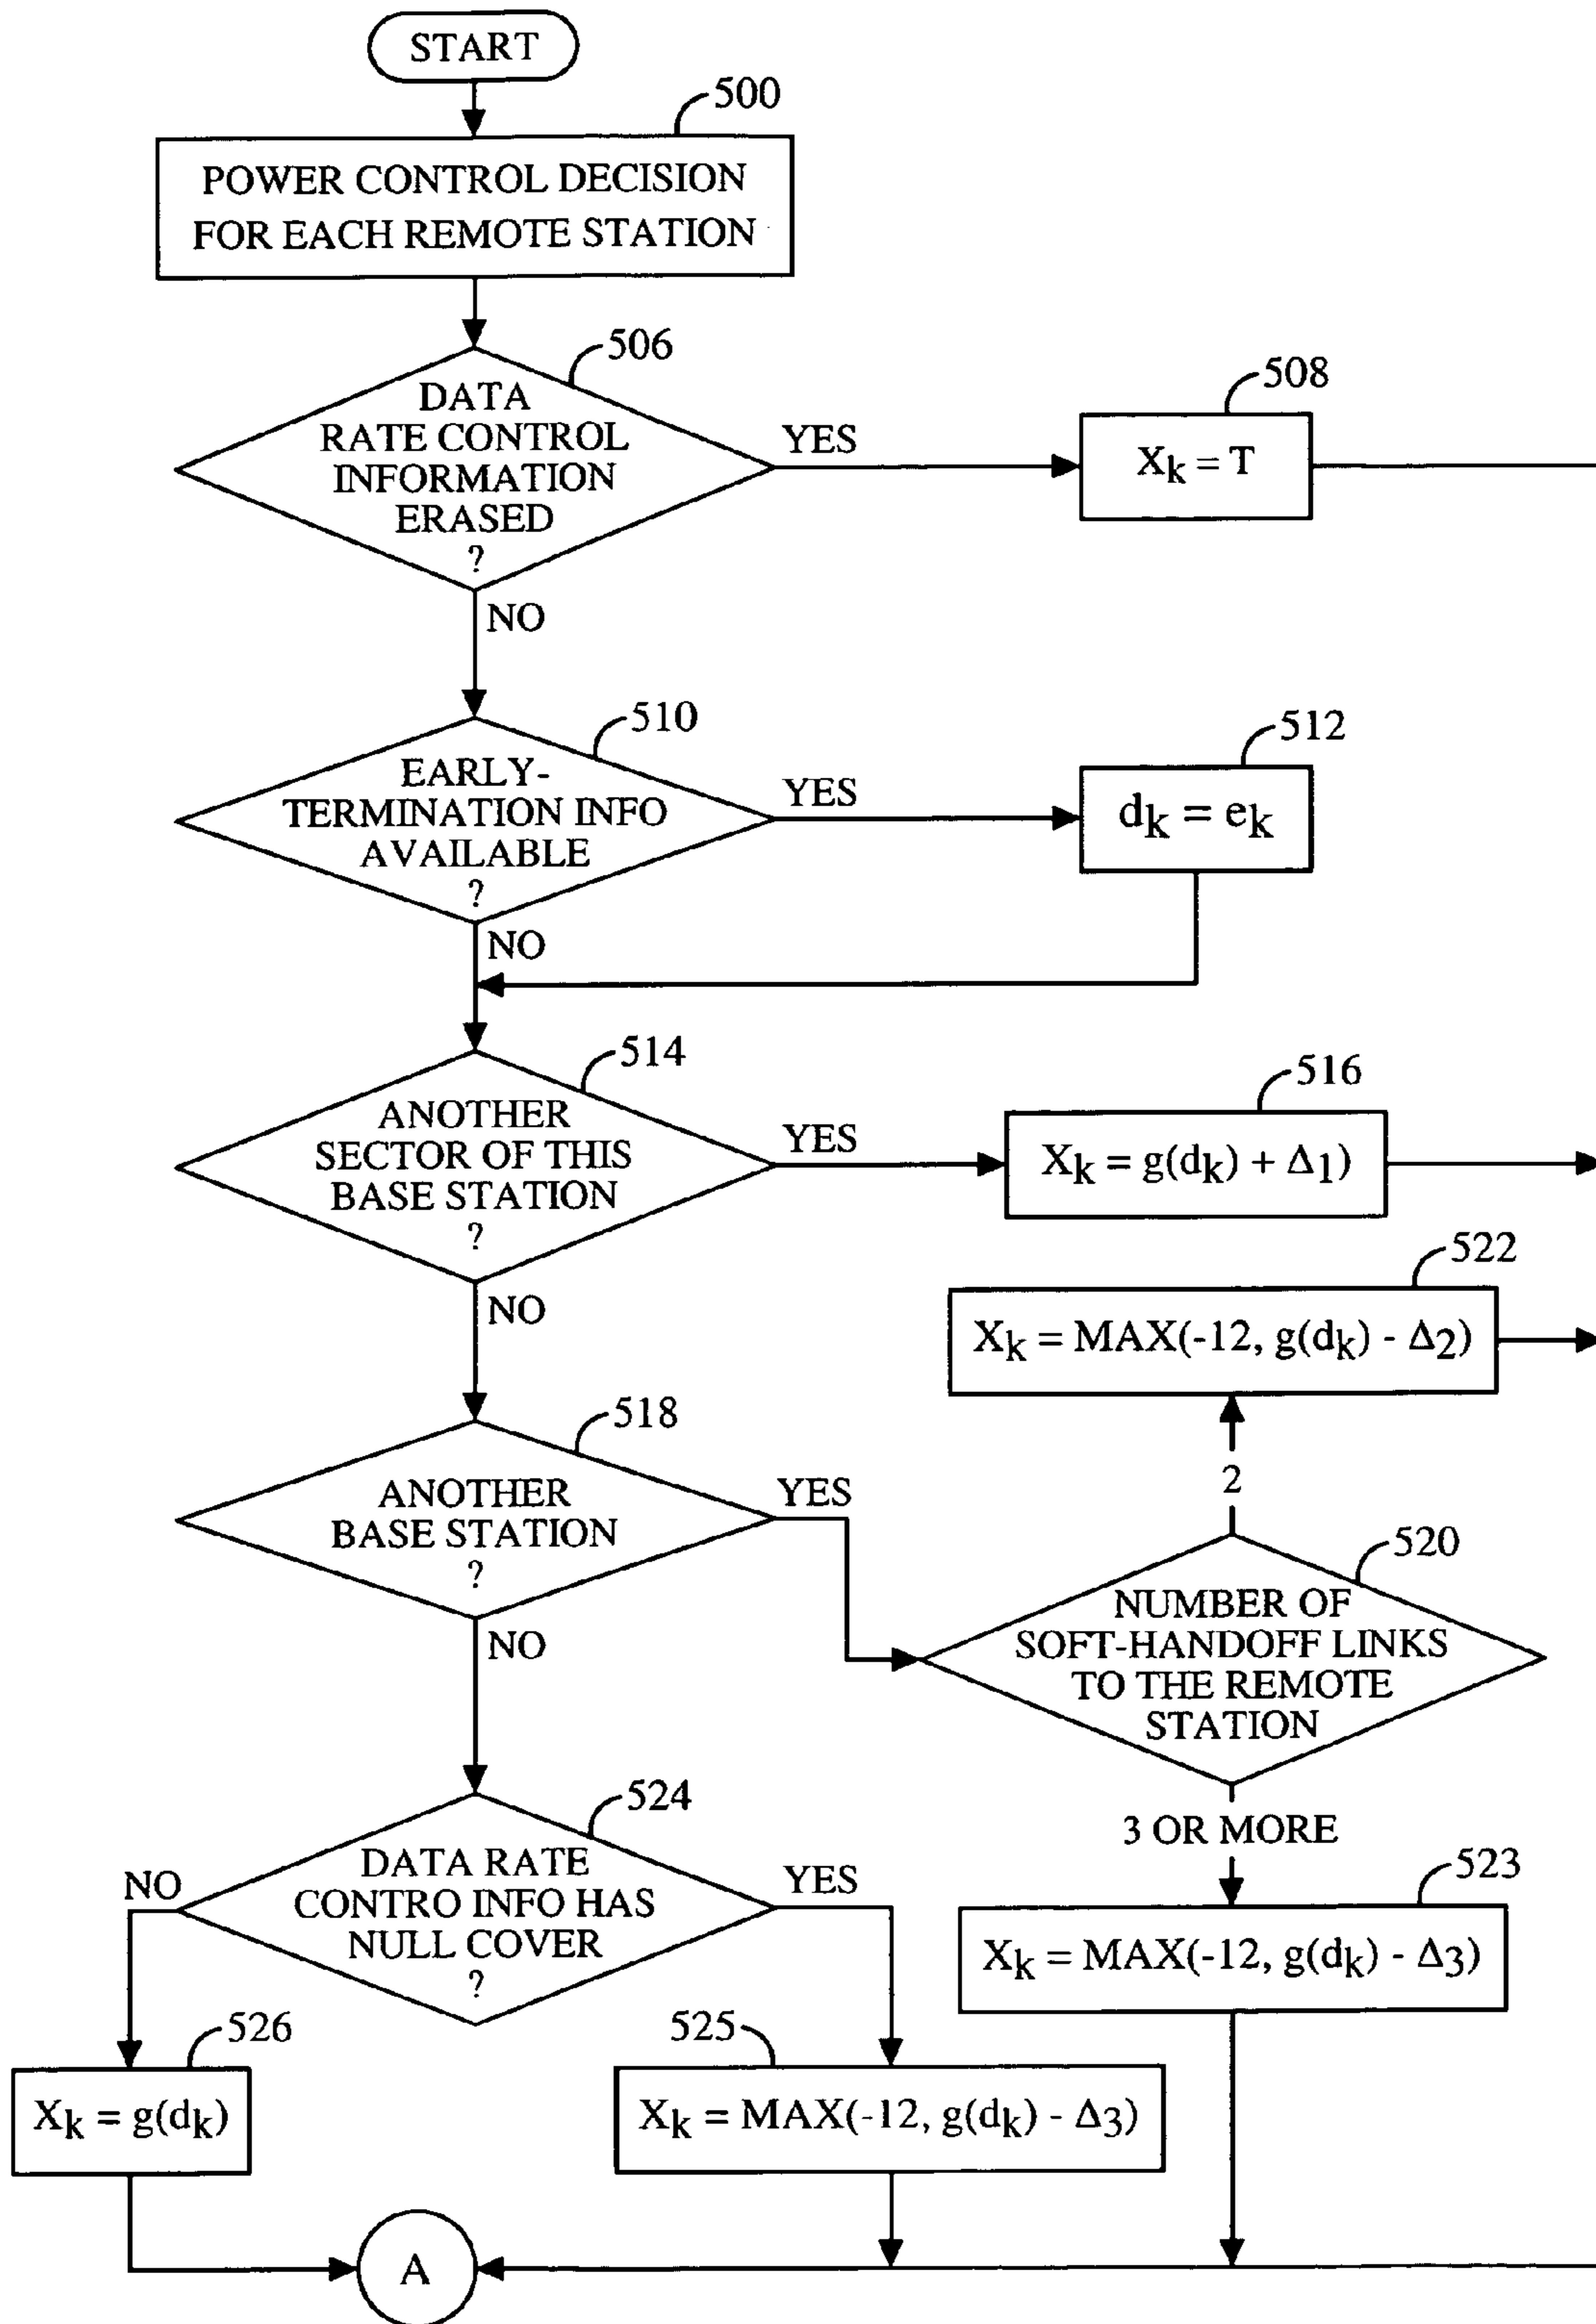 START
500
POWER CONTROL DECISION
FOR EACH REMOTE STATION
506
DATA
RATE CONTROL
INFORMATION
ERASED
?
YES
508
Xk = T
NO
510
EARLY-
TERMINATION INFO
AVAILABLE
?
YES
512
dk = ek
NO
514
ANOTHER
SECTOR OF THIS
BASE STATION
?
YES
516
Xk = g(dk) + Δ1)
NO
522
Xk = MAX(-12, g(dk) - Δ2)
2
518
ANOTHER
BASE STATION
?
YES
520
NUMBER OF
SOFT-HANDOFF LINKS
TO THE REMOTE
STATION
NO
3 OR MORE
523
Xk = MAX(-12, g(dk) - Δ3)
524
DATA RATE
CONTRO INFO HAS
NULL COVER
?
NO
YES
526
Xk = g(dk)
525
Xk = MAX(-12, g(dk) - Δ3)
A